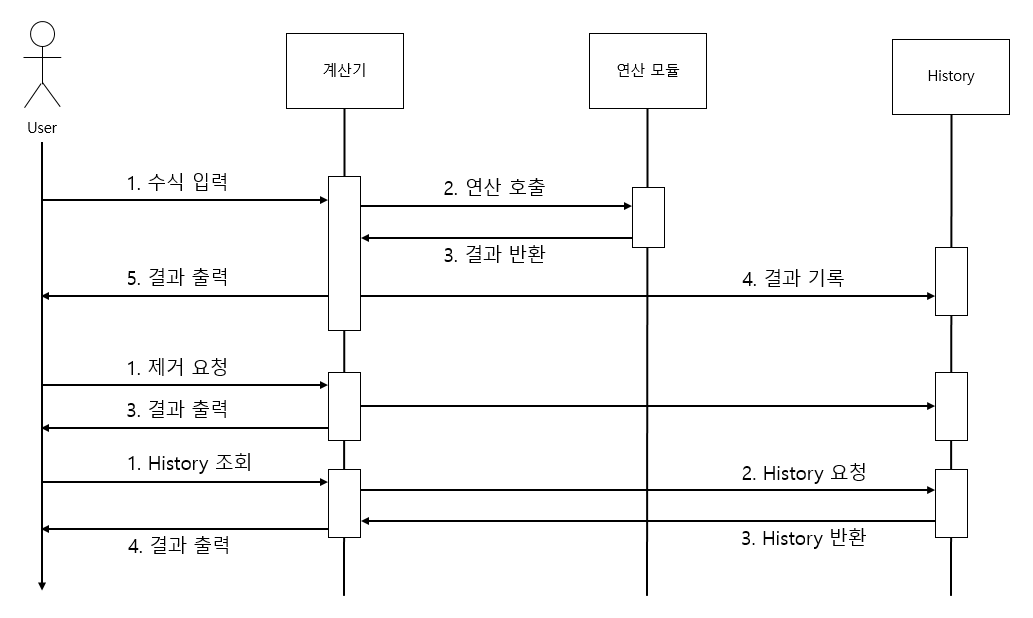 계산기
연산 모듈
History
User
1. 수식 입력
2. 연산 호출
3. 결과 반환
5. 결과 출력
4. 결과 기록
1. 제거 요청
3. 결과 출력
1. History 조회
2. History 요청
4. 결과 출력
3. History 반환